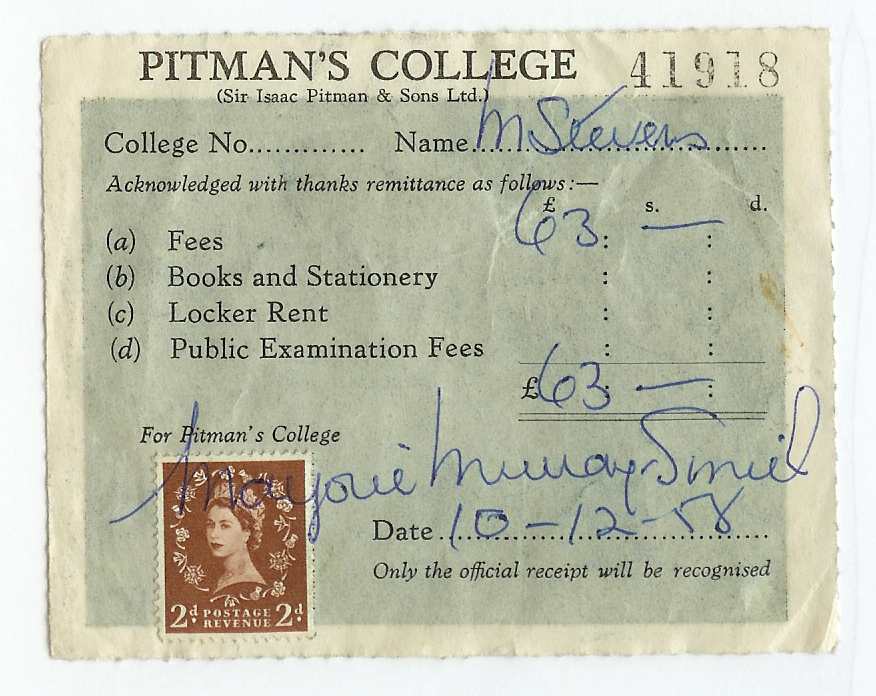 PITMAN'S COLLEGE 41918
(Sir Isaac Pitman & Sons Ltd.)
College No............. Name M Stevens
Acknowledged with thanks remittance as follows:—
£ s. d.
(a) Fees 63 : — :
(b) Books and Stationery : :
(c) Locker Rent : :
(d) Public Examination Fees : :
£63 : — :
For Pitman's College
Marjorie Murray
Date 10-12-58
Only the official receipt will be recognised
2d POSTAGE 2d
REVENUE